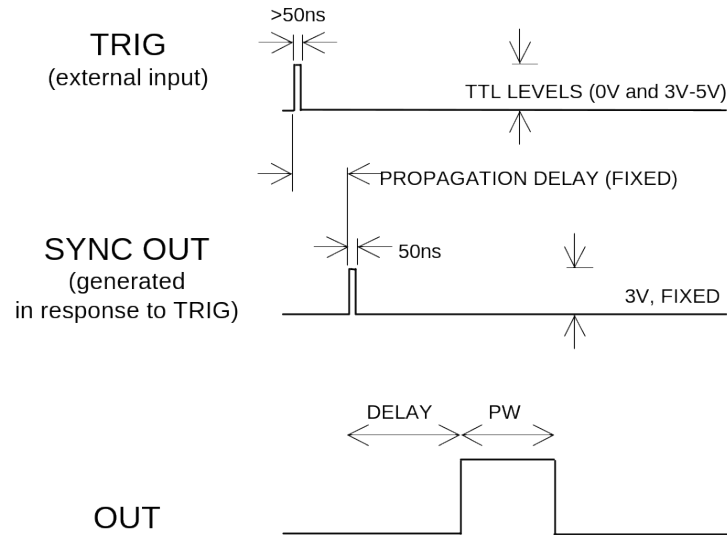 >50ns
TRIG
(external input)
TTL LEVELS (0V and 3V-5V)
PROPAGATION DELAY (FIXED)
SYNC OUT
(generated
in response to TRIG)
50ns
3V, FIXED
DELAY
PW
OUT